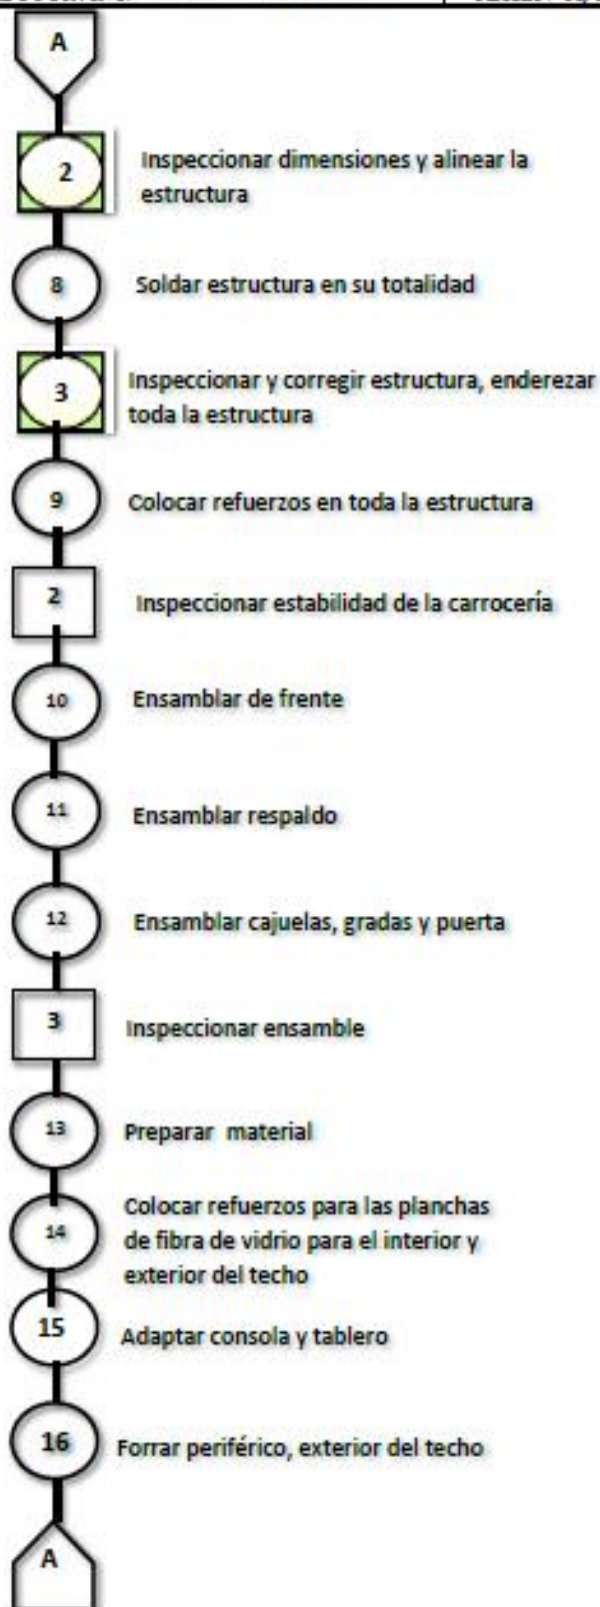 A
2
Inspeccionar dimensiones y alinear la
estructura
8
Soldar estructura en su totalidad
3
Inspeccionar y corregir estructura, enderezar
toda la estructura
9
Colocar refuerzos en toda la estructura
2
Inspeccionar estabilidad de la carrocería
10
Ensamblar de frente
11
Ensamblar respaldo
12
Ensamblar cajuelas, gradas y puerta
3
Inspeccionar ensamble
13
Preparar material
14
Colocar refuerzos para las planchas
de fibra de vidrio para el interior y
exterior del techo
15
Adaptar consola y tablero
16
Forrar periférico, exterior del techo
A